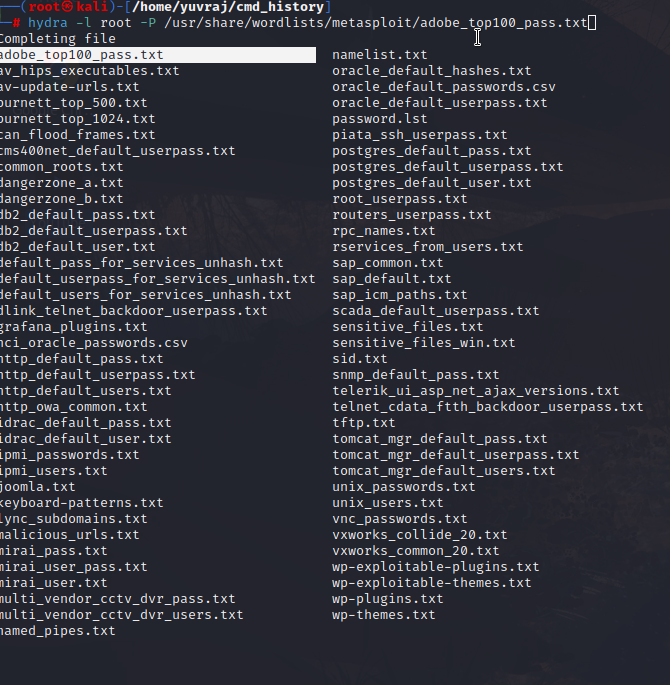 ──(root㉿kali)-[/home/yuvraj/cmd_history]
─# hydra -l root -P /usr/share/wordlists/metasploit/adobe_top100_pass.txt
Completing file
adobe_top100_pass.txt namelist.txt
av_hips_executables.txt oracle_default_hashes.txt
av-update-urls.txt oracle_default_passwords.csv
burnett_top_500.txt oracle_default_userpass.txt
burnett_top_1024.txt password.lst
can_flood_frames.txt piata_ssh_userpass.txt
cms400net_default_userpass.txt postgres_default_pass.txt
common_roots.txt postgres_default_userpass.txt
dangerzone_a.txt postgres_default_user.txt
dangerzone_b.txt root_userpass.txt
db2_default_pass.txt routers_userpass.txt
db2_default_userpass.txt rpc_names.txt
db2_default_user.txt rservices_from_users.txt
default_pass_for_services_unhash.txt sap_common.txt
default_userpass_for_services_unhash.txt sap_default.txt
default_users_for_services_unhash.txt sap_icm_paths.txt
dlink_telnet_backdoor_userpass.txt scada_default_userpass.txt
grafana_plugins.txt sensitive_files.txt
hci_oracle_passwords.csv sensitive_files_win.txt
http_default_pass.txt sid.txt
http_default_userpass.txt snmp_default_pass.txt
http_default_users.txt telerik_ui_asp_net_ajax_versions.txt
http_owa_common.txt telnet_cdata_ftth_backdoor_userpass.txt
idrac_default_pass.txt tftp.txt
idrac_default_user.txt tomcat_mgr_default_pass.txt
ipmi_passwords.txt tomcat_mgr_default_userpass.txt
ipmi_users.txt tomcat_mgr_default_users.txt
joomla.txt unix_passwords.txt
keyboard-patterns.txt unix_users.txt
lync_subdomains.txt vnc_passwords.txt
malicious_urls.txt vxworks_collide_20.txt
mirai_pass.txt vxworks_common_20.txt
mirai_user_pass.txt wp-exploitable-plugins.txt
mirai_user.txt wp-exploitable-themes.txt
multi_vendor_cctv_dvr_pass.txt wp-plugins.txt
multi_vendor_cctv_dvr_users.txt wp-themes.txt
named_pipes.txt